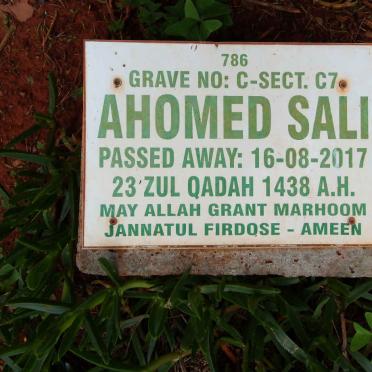 786
GRAVE NO: C-SECT. C7
AHOMED SALI
PASSED AWAY: 16-08-2017
23 ZUL QADAH 1438 A.H.
MAY ALLAH GRANT MARHOOM
JANNATUL FIRDOSE - AMEEN